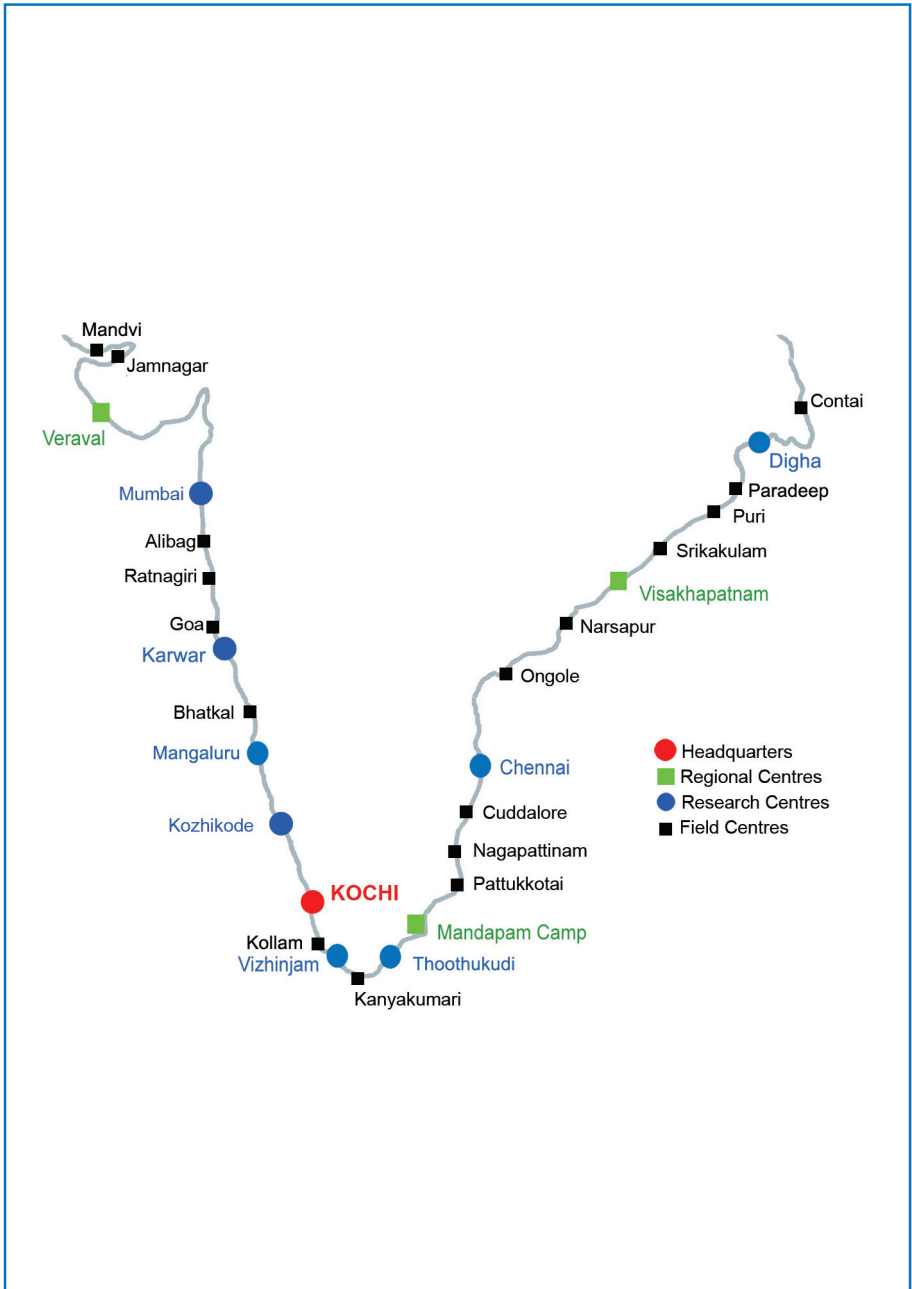 Mandvi
Jamnagar
Veraval
Mumbai
Alibag
Ratnagiri
Goa
Karwar
Bhatkal
Mangaluru
Kozhikode
KOCHI
Kollam
Vizhinjam
Kanyakumari
Thoothukudi
Mandapam Camp
Pattukkotai
Nagapattinam
Cuddalore
Chennai
Ongole
Narsapur
Visakhapatnam
Srikakulam
Puri
Paradeep
Digha
Contai
Headquarters
Regional Centres
Research Centres
Field Centres